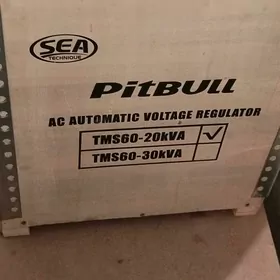 SEA
TECHNIQUE
PITBULL
AC AUTOMATIC VOLTAGE REGULATOR
TMS60-20kVA
TMS60-30kVA